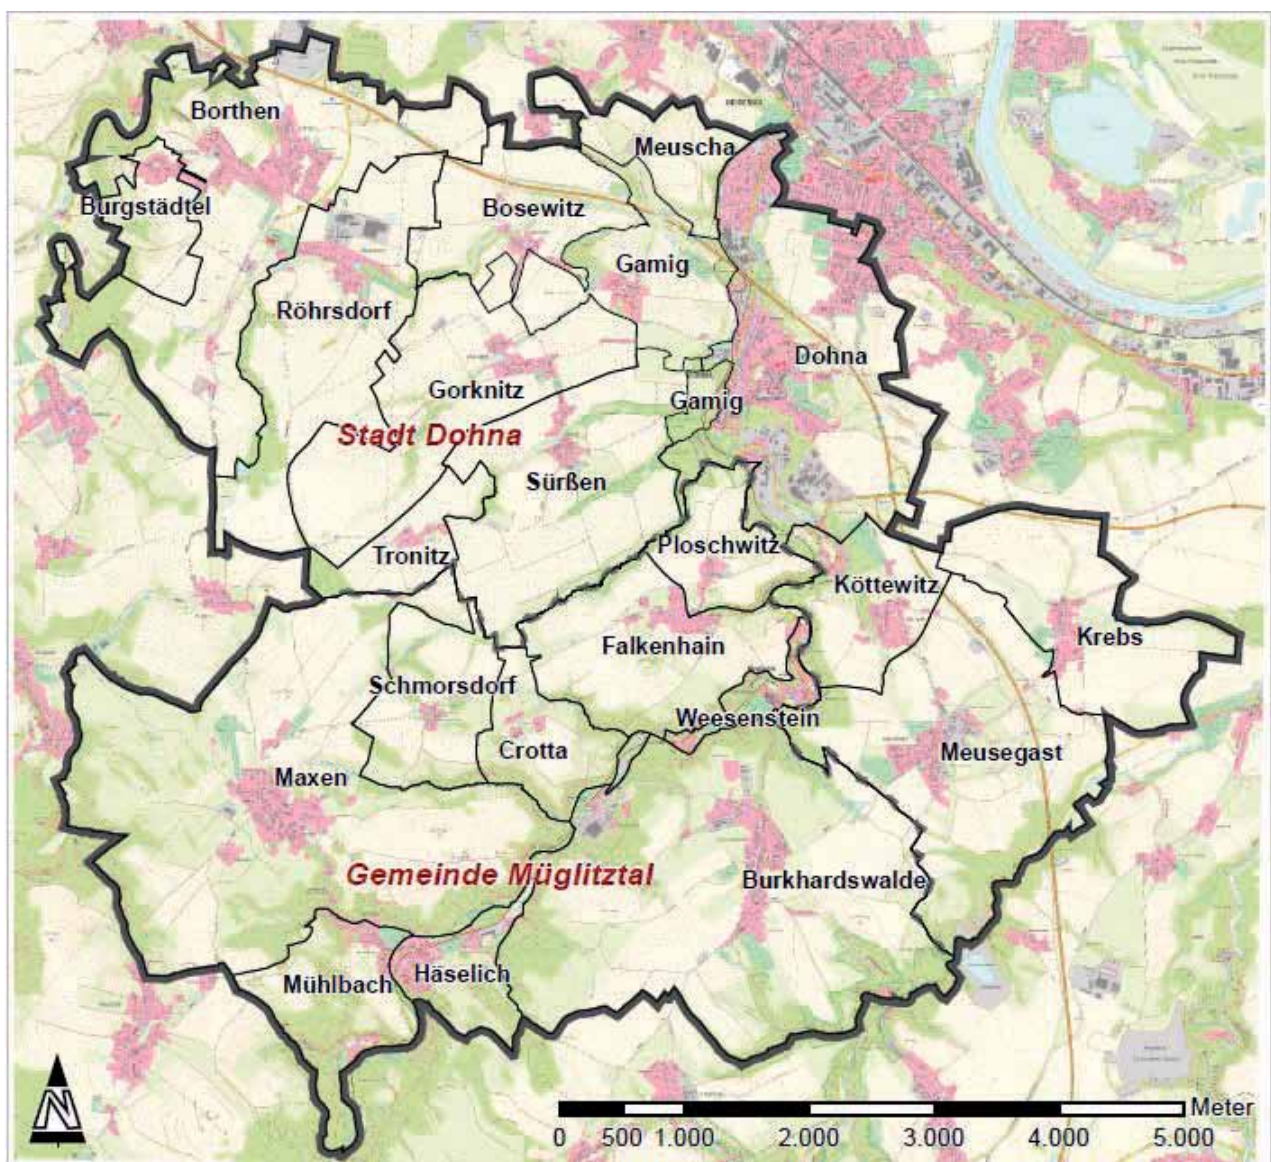 Borthen
Meuscha
Burgstädtel
Bosewitz
Gamig
Röhrsdorf
Dohna
Gorknitz
Gamig
Stadt Dohna
Sürßen
Tronitz
Ploschwitz
Köttewitz
Krebs
Falkenhain
Schmorsdorf
Weesenstein
Crotta
Meusegast
Maxen
Gemeinde Müglitztal
Burkhardswalde
Mühlbach
Häselich
N
Meter
0 500 1.000 2.000 3.000 4.000 5.000